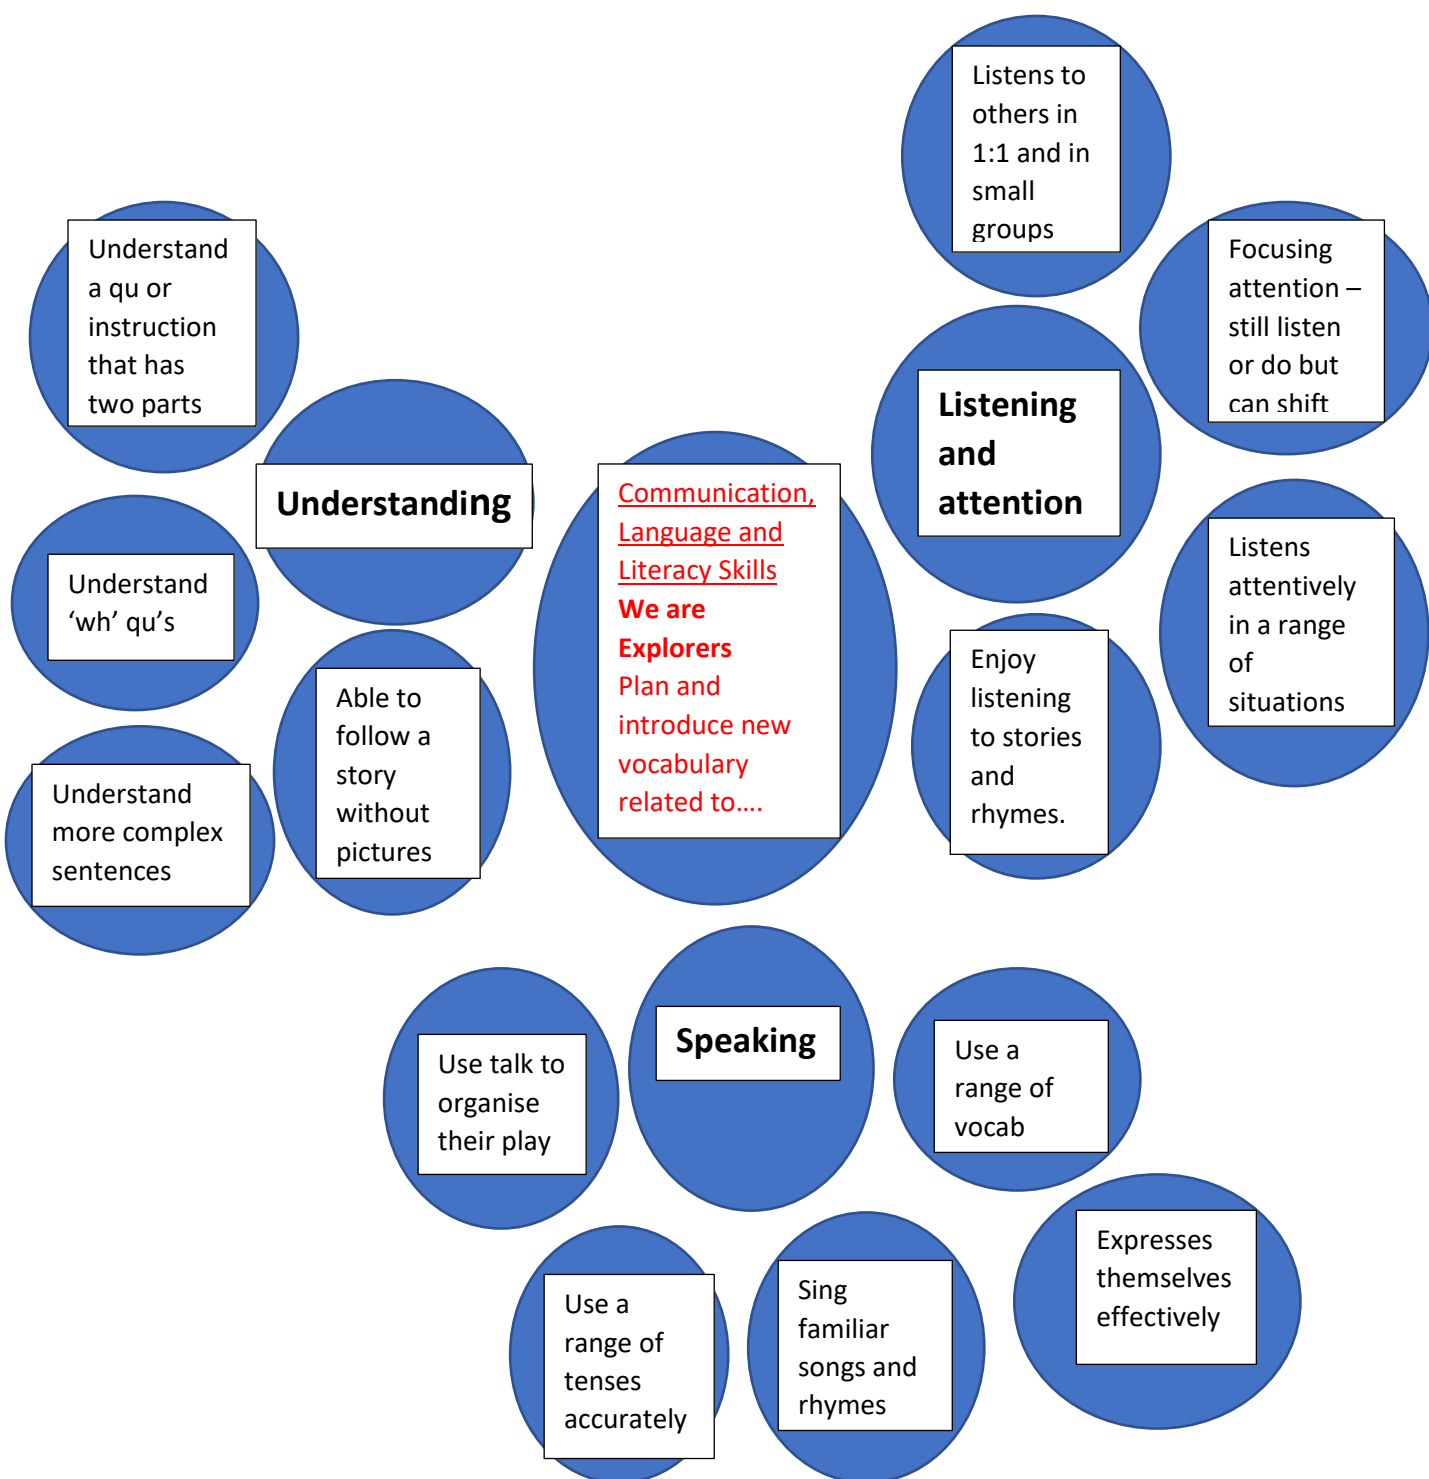 Listens to
others in
1:1 and in
small
groups
Understand
a qu or
instruction
that has
two parts
Focusing
attention –
still listen
or do but
can shift
Listening
and
attention
Understanding
Communication,
Language and
Literacy Skills
We are
Explorers
Plan and
introduce new
vocabulary
related to….
Listens
attentively
in a range
of
situations
Understand
‘wh’ qu’s
Enjoy
listening
to stories
and
rhymes.
Able to
follow a
story
without
pictures
Understand
more complex
sentences
Speaking
Use talk to
organise
their play
Use a
range of
vocab
Expresses
themselves
effectively
Use a
range of
tenses
accurately
Sing
familiar
songs and
rhymes